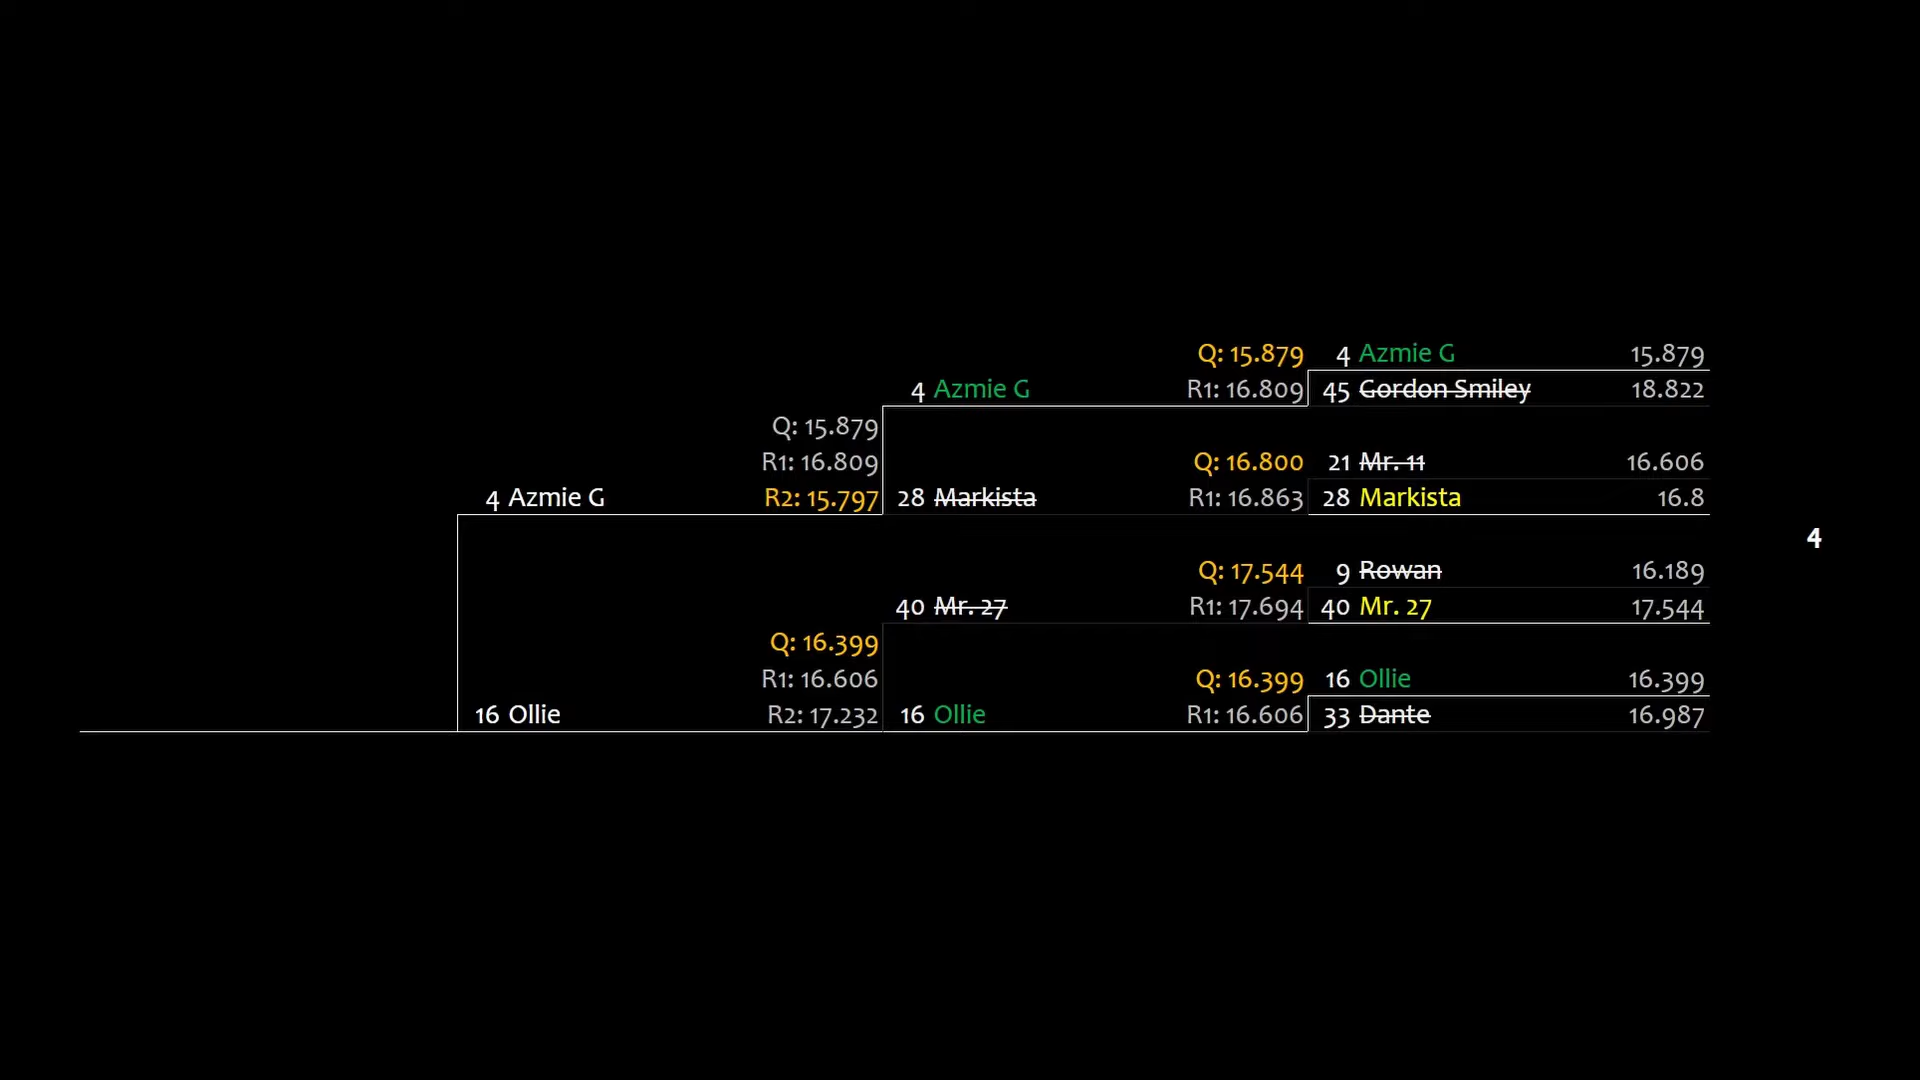 Q: 15.879 4 Azmie G 15.879
4 Azmie G R1: 16.809 45 Gordon Smiley 18.822
Q: 15.879
R1: 16.809 Q: 16.800 21 Mr. 11 16.606
4 Azmie G R2: 15.797 28 Markista R1: 16.863 28 Markista 16.8
4
Q: 17.544 9 Rowan 16.189
40 Mr. 27 R1: 17.694 40 Mr. 27 17.544
Q: 16.399
R1: 16.606 Q: 16.399 16 Ollie 16.399
16 Ollie R2: 17.232 16 Ollie R1: 16.606 33 Dante 16.987